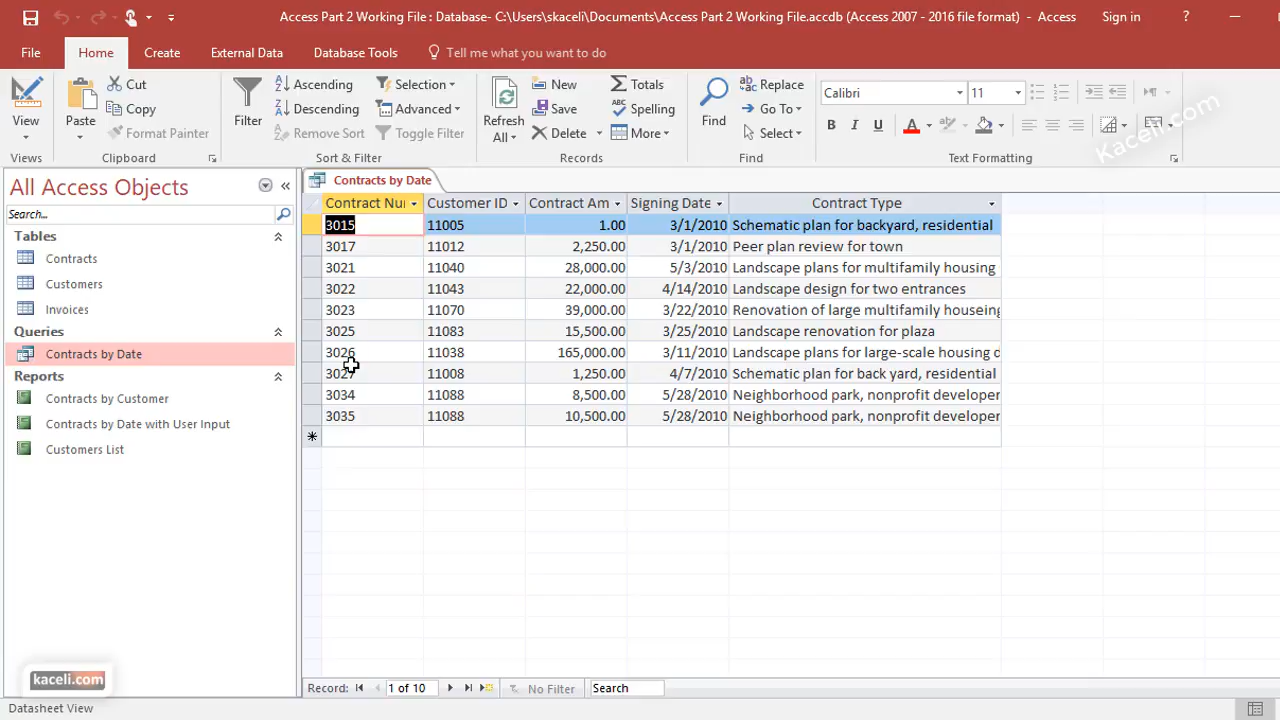 Access Part 2 Working File : Database- C:\Users\skaceli\Documents\Access Part 2 Working File.accdb (Access 2007 - 2016 file format) - Access
Sign in
?
File
Home
Create
External Data
Database Tools
Tell me what you want to do
View
Views
Paste
Cut
Copy
Format Painter
Clipboard
Filter
Ascending
Descending
Remove Sort
Selection
Advanced
Toggle Filter
Sort & Filter
Refresh
All
New
Save
Delete
Totals
Spelling
More
Records
Find
Replace
Go To
Select
Find
Calibri
11
B I U
Text Formatting
Kaceli.com
All Access Objects
Search...
Tables
Contracts
Customers
Invoices
Queries
Contracts by Date
Reports
Contracts by Customer
Contracts by Date with User Input
Customers List
Contracts by Date
Contract Nu Customer ID Contract Am Signing Date Contract Type
3015 11005 1.00 3/1/2010 Schematic plan for backyard, residential
3017 11012 2,250.00 3/1/2010 Peer plan review for town
3021 11040 28,000.00 5/3/2010 Landscape plans for multifamily housing
3022 11043 22,000.00 4/14/2010 Landscape design for two entrances
3023 11070 39,000.00 3/22/2010 Renovation of large multifamily houseing
3025 11083 15,500.00 3/25/2010 Landscape renovation for plaza
3026 11038 165,000.00 3/11/2010 Landscape plans for large-scale housing d
3027 11008 1,250.00 4/7/2010 Schematic plan for back yard, residential
3034 11088 8,500.00 5/28/2010 Neighborhood park, nonprofit developer
3035 11088 10,500.00 5/28/2010 Neighborhood park, nonprofit developer
kaceli.com
Record: 1 of 10 No Filter Search
Datasheet View